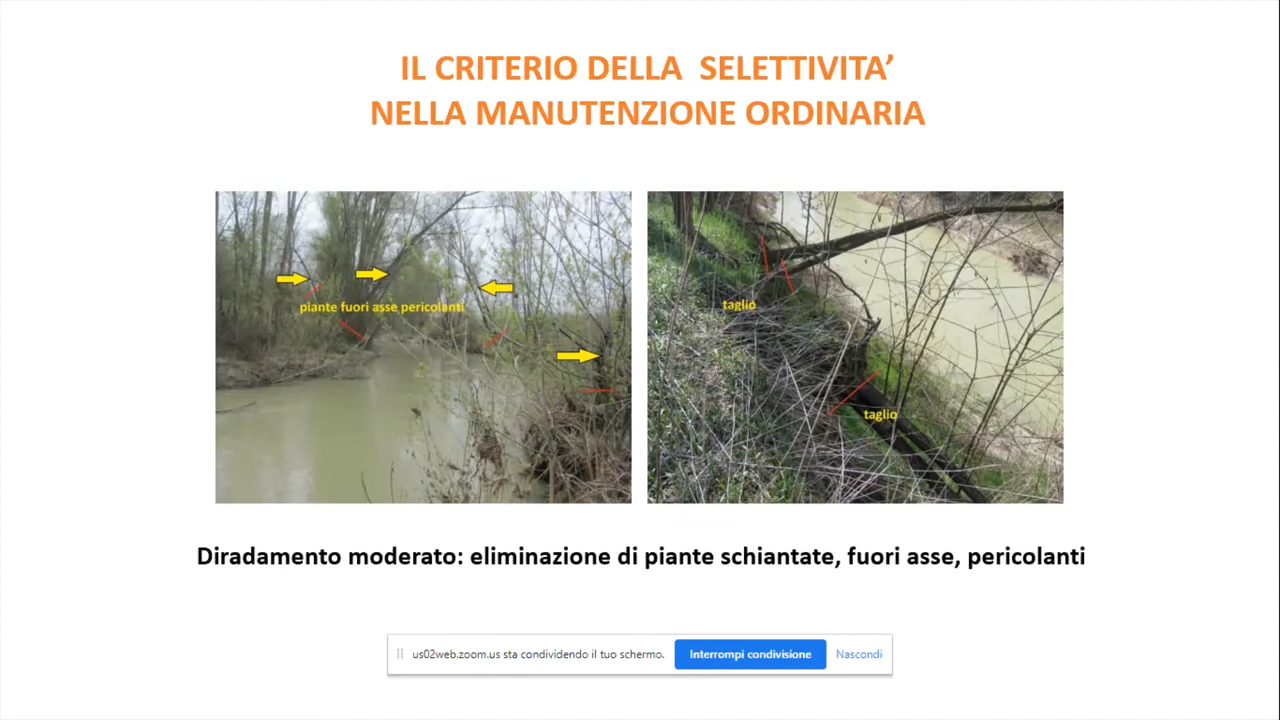 IL CRITERIO DELLA SELETTIVITA’
NELLA MANUTENZIONE ORDINARIA
piante fuori asse pericolanti
taglio
taglio
Diradamento moderato: eliminazione di piante schiantate, fuori asse, pericolanti
us02web.zoom.us sta condividendo il tuo schermo. Interrompi condivisione Nascondi